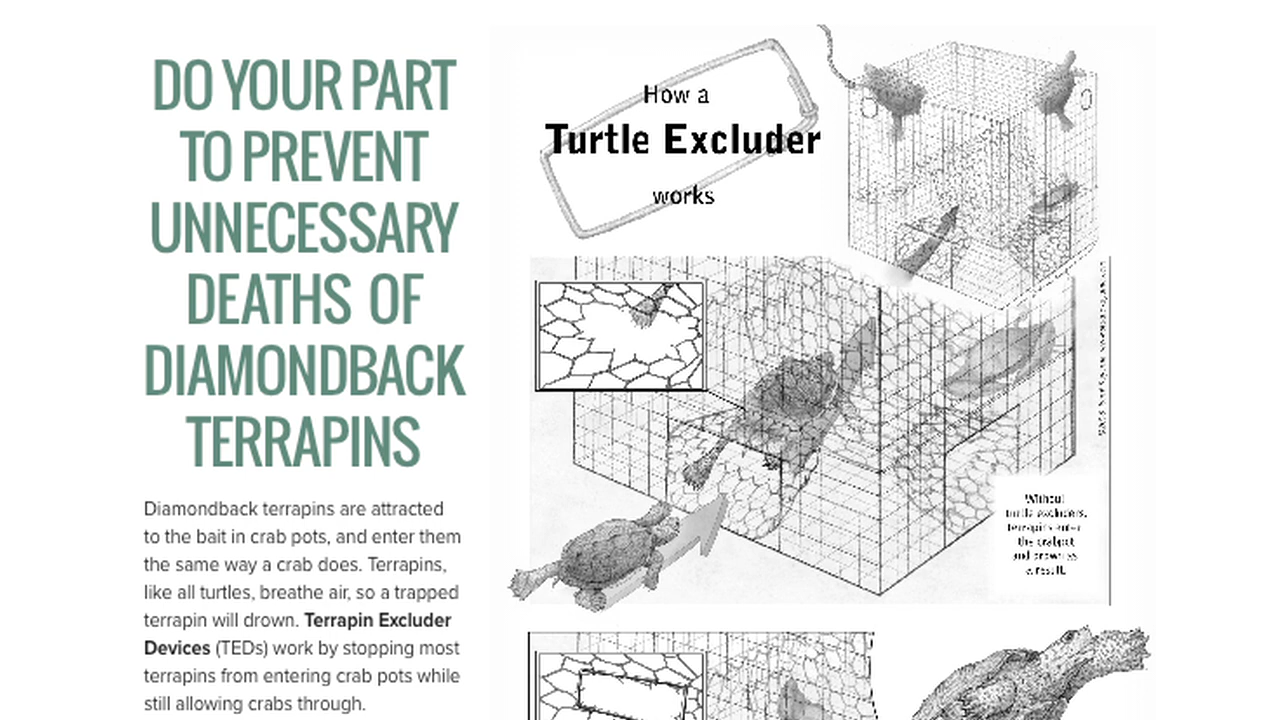 DO YOUR PART
TO PREVENT
UNNECESSARY
DEATHS OF
DIAMONDBACK
TERRAPINS
Diamondback terrapins are attracted
to the bait in crab pots, and enter them
the same way a crab does. Terrapins,
like all turtles, breathe air, so a trapped
terrapin will drown. Terrapin Excluder
Devices (TEDs) work by stopping most
terrapins from entering crab pots while
still allowing crabs through.
How a
Turtle Excluder
works
Without
turtle excluders,
terrapins enter
the crabpot
and drown as
a result.